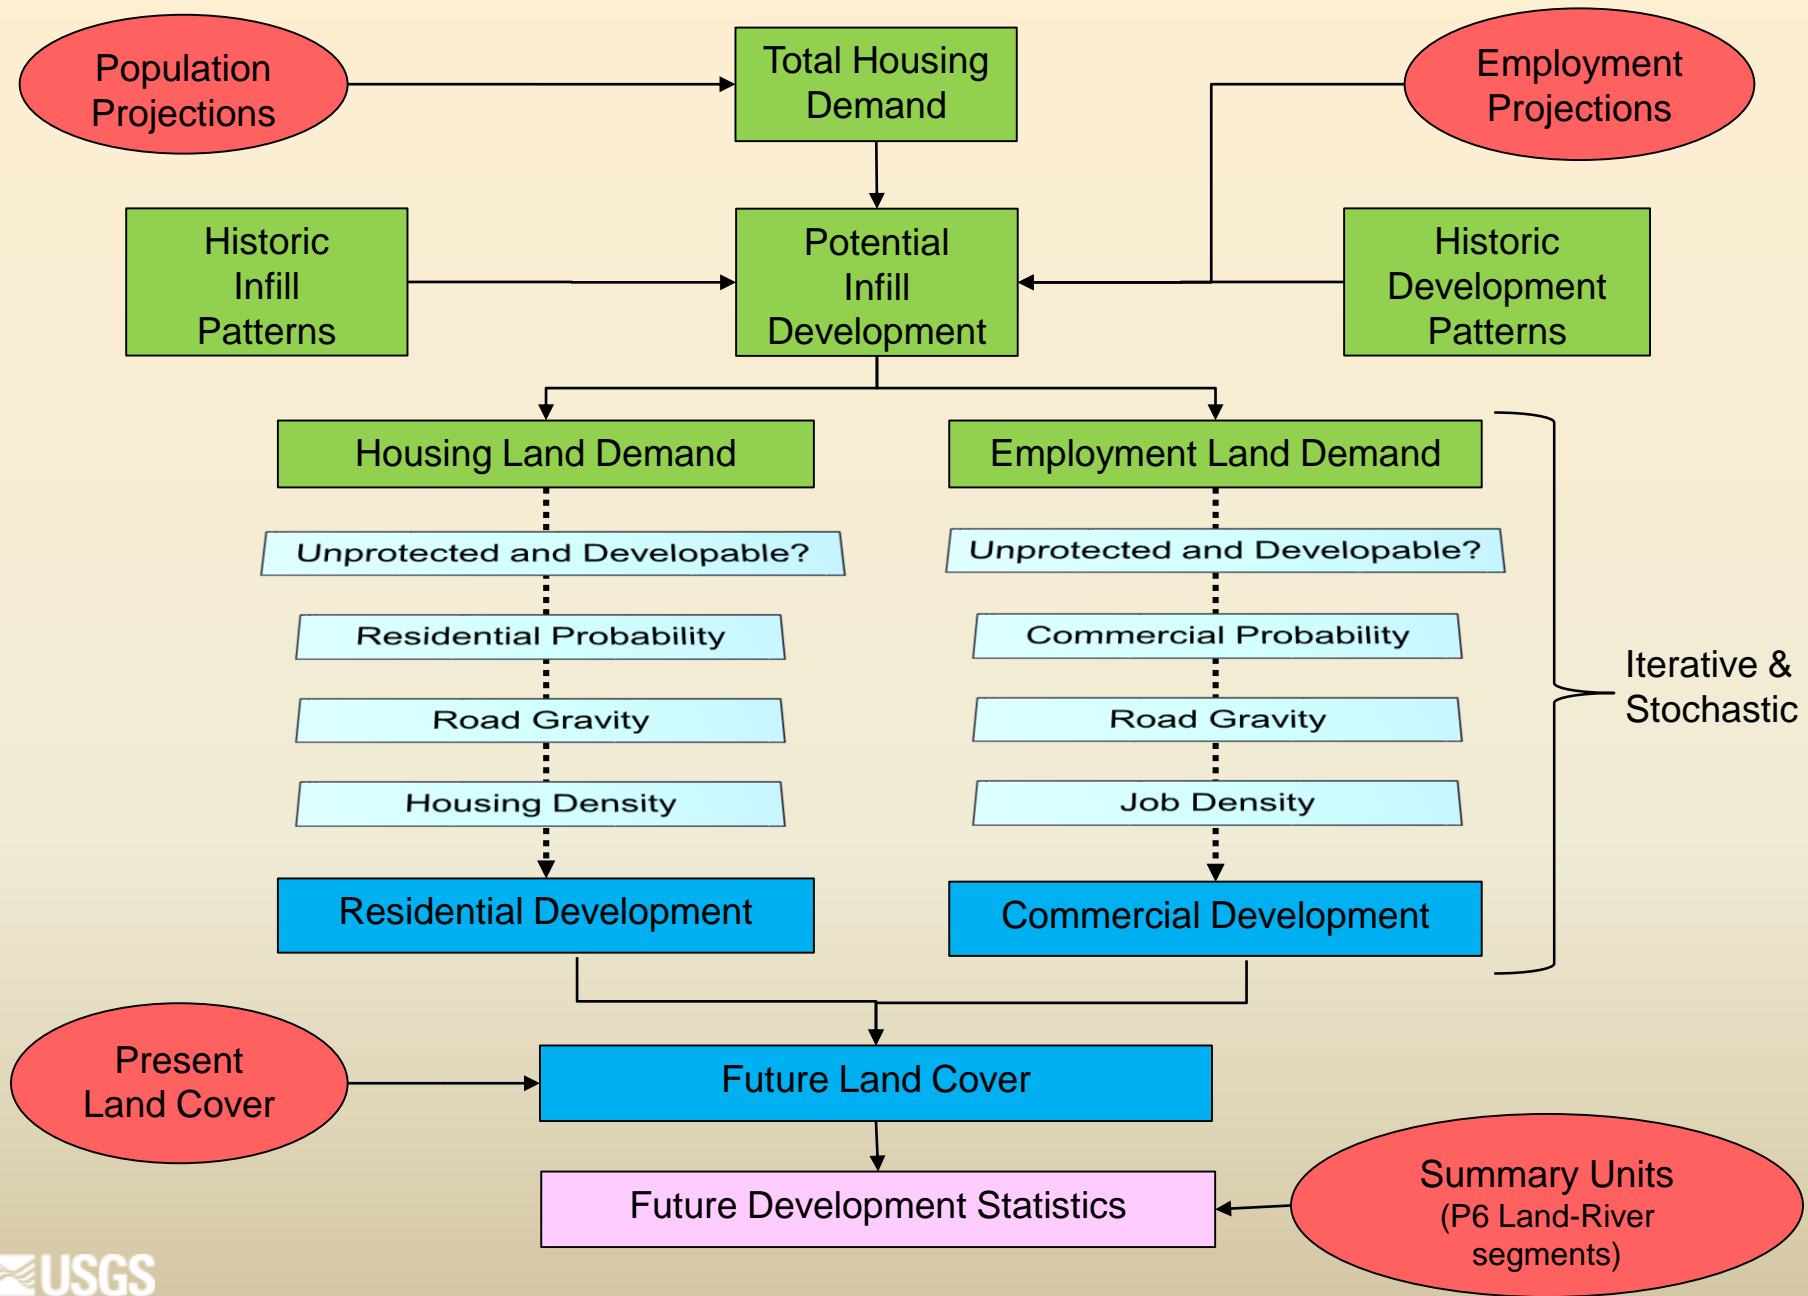 Population
Projections
Total Housing
Demand
Employment
Projections
Historic
Infill
Patterns
Potential
Infill
Development
Historic
Development
Patterns
Housing Land Demand
Employment Land Demand
Unprotected and Developable?
Unprotected and Developable?
Residential Probability
Commercial Probability
Iterative &
Stochastic
Road Gravity
Road Gravity
Housing Density
Job Density
Residential Development
Commercial Development
Present
Land Cover
Future Land Cover
Future Development Statistics
Summary Units
(P6 Land-River
segments)
USGS